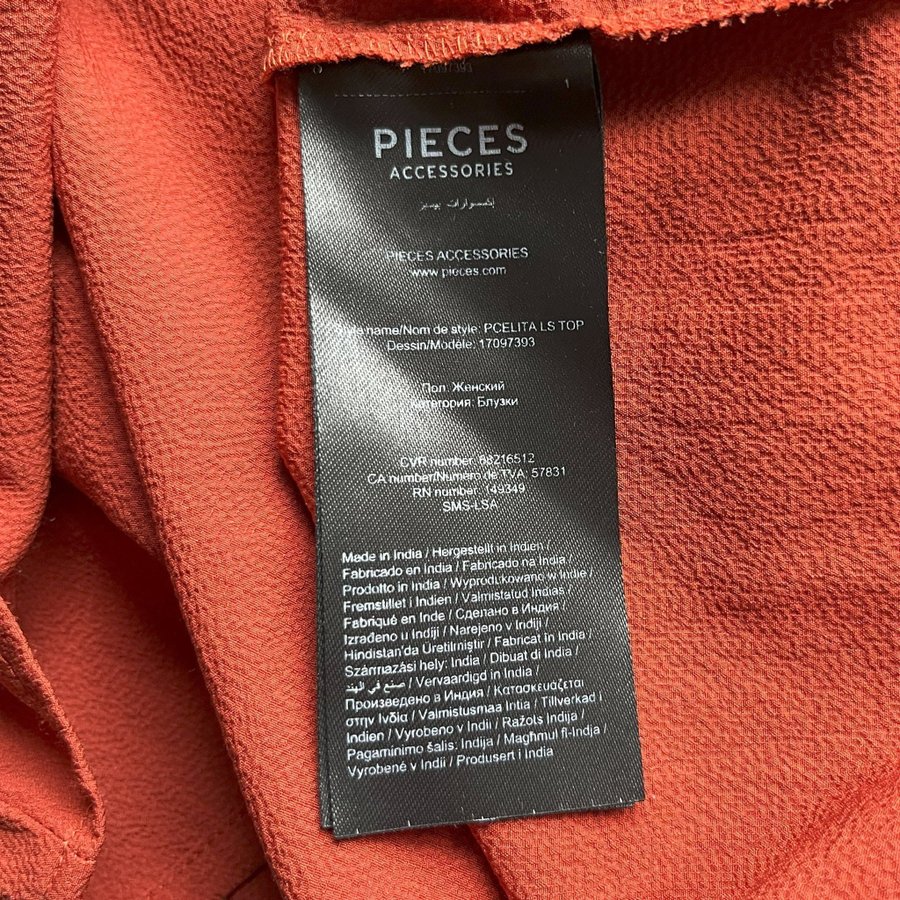 17097393
1
PIECES
ACCESSORIES
إكسسوارات بيسز
PIECES ACCESSORIES
www.pieces.com
Style name/Nom de style: PCELITA LS TOP
Dessin/Modèle: 17097393
Пол: Женский
Категория: Блузки
CVR number: 68216512
CA number/Numéro de TVA: 57831
RN number: 149349
SMS-LSA
Made in India / Hergestellt in Indien /
Fabricado en India / Fabricado na India /
Prodotto in India / Wyprodukowano w Indie /
Fremstillet i Indien / Valmistatud Indias /
Fabriqué en Inde / Сделано в Индия /
Izrađeno u Indiji / Narejeno v Indiji /
Hindistan'da Üretilmiştir / Fabricat în India /
Származási hely: India / Dibuat di India /
صنع في الهند / Vervaardigd in India /
Произведено в Индия / Κατασκευάζεται
στην Ινδία / Valmistusmaa Intia / Tillverkad i
Indien / Vyrobeno v Indii / Ražots Indija /
Pagaminimo šalis: Indija / Magħmul fl-Indja /
Vyrobené v Indii / Produsert i India